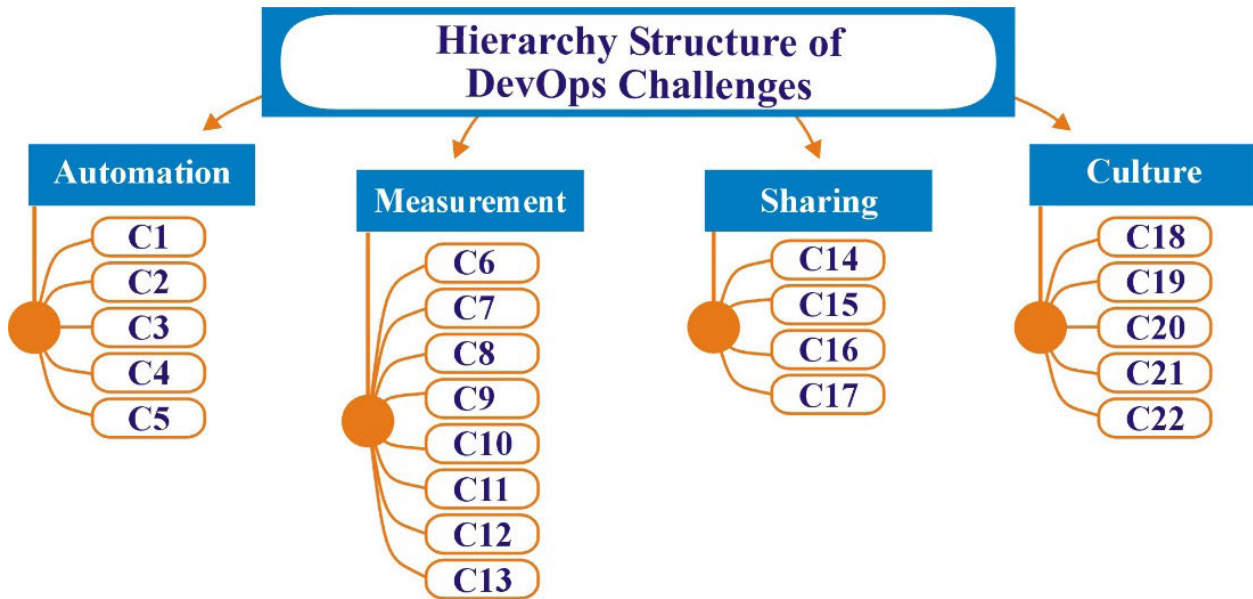 Hierarchy Structure of
DevOps Challenges
Automation
C1
C2
C3
C4
C5
Measurement
C6
C7
C8
C9
C10
C11
C12
C13
Sharing
C14
C15
C16
C17
Culture
C18
C19
C20
C21
C22